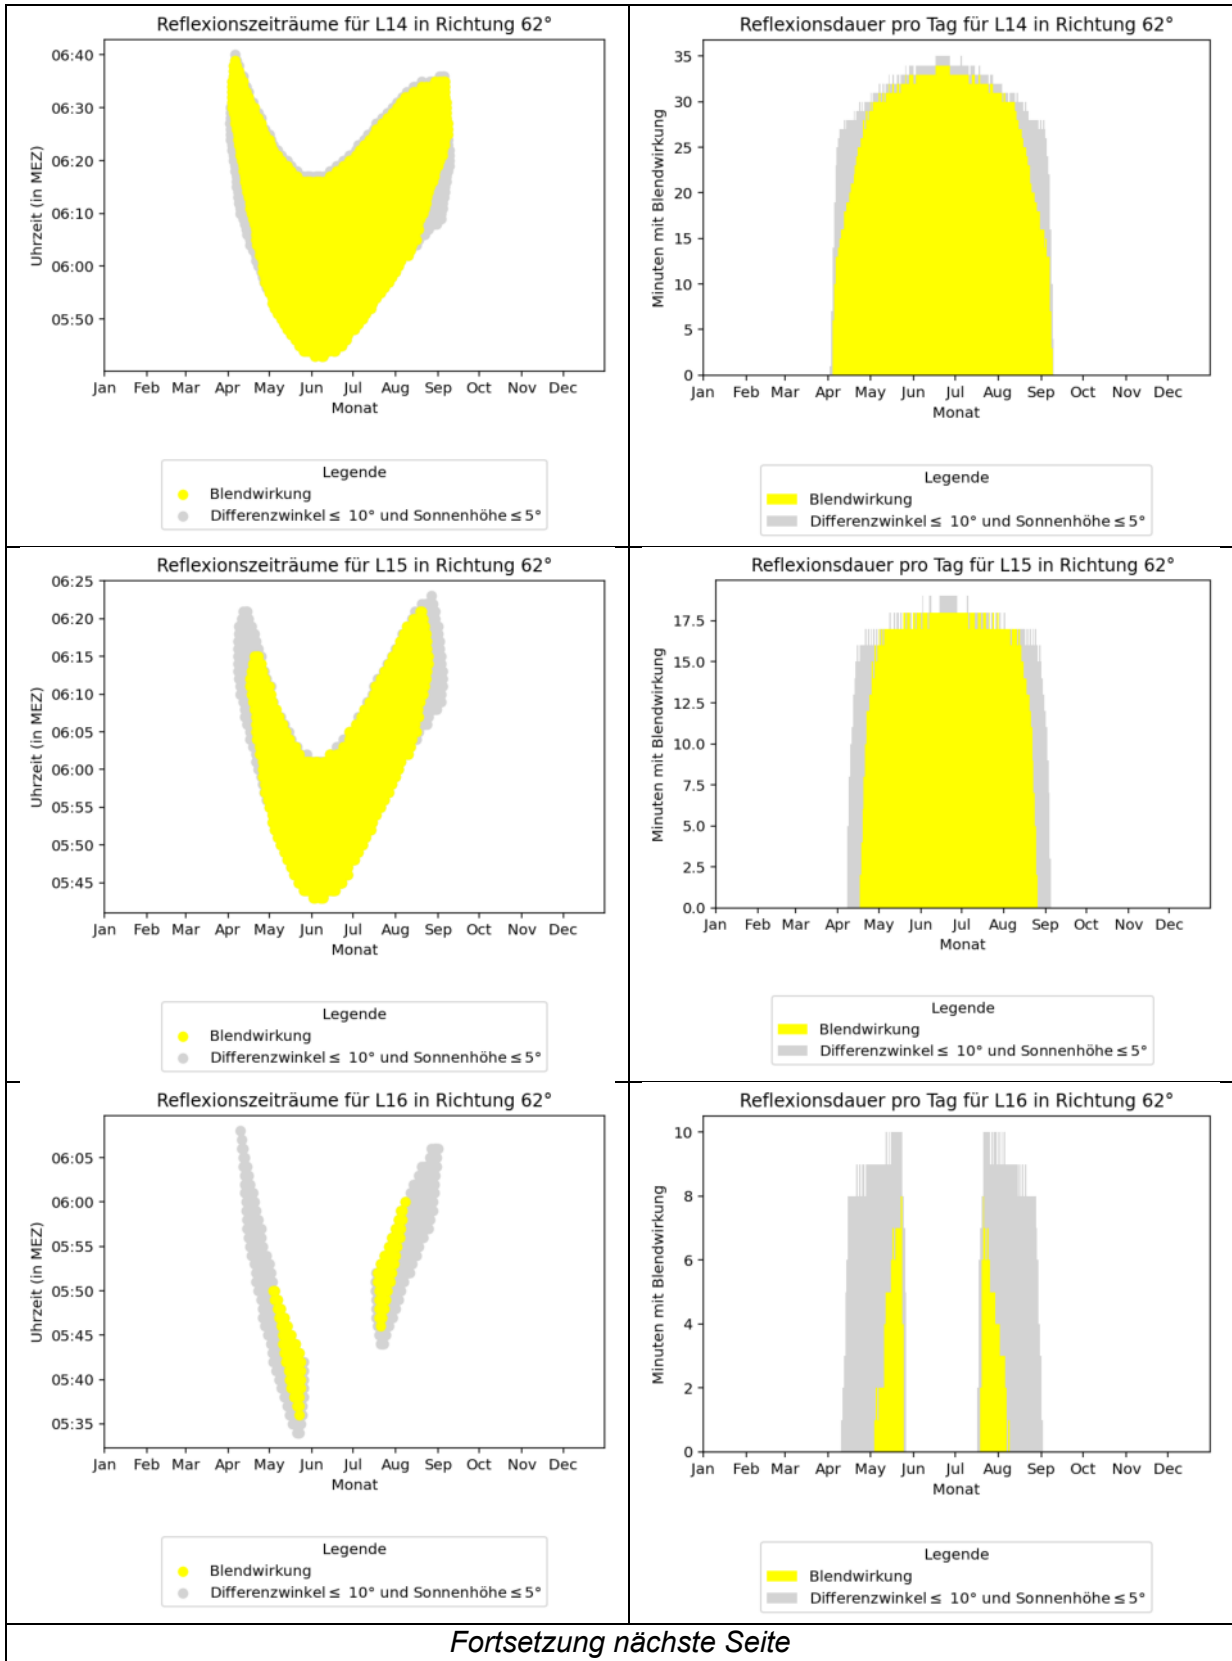 Reflexionszeiträume für L14 in Richtung 62°
06:40
06:30
06:20
06:10
06:00
05:50
Uhrzeit (in MEZ)
Jan Feb Mar Apr May Jun Jul Aug Sep Oct Nov Dec
Monat
Legende
Blendwirkung
Differenzwinkel ≤ 10° und Sonnenhöhe ≤ 5°
Reflexionsdauer pro Tag für L14 in Richtung 62°
35
30
25
20
15
10
5
0
Minuten mit Blendwirkung
Jan Feb Mar Apr May Jun Jul Aug Sep Oct Nov Dec
Monat
Legende
Blendwirkung
Differenzwinkel ≤ 10° und Sonnenhöhe ≤ 5°
Reflexionszeiträume für L15 in Richtung 62°
06:25
06:20
06:15
06:10
06:05
06:00
05:55
05:50
05:45
Uhrzeit (in MEZ)
Jan Feb Mar Apr May Jun Jul Aug Sep Oct Nov Dec
Monat
Legende
Blendwirkung
Differenzwinkel ≤ 10° und Sonnenhöhe ≤ 5°
Reflexionsdauer pro Tag für L15 in Richtung 62°
17.5
15.0
12.5
10.0
7.5
5.0
2.5
0.0
Minuten mit Blendwirkung
Jan Feb Mar Apr May Jun Jul Aug Sep Oct Nov Dec
Monat
Legende
Blendwirkung
Differenzwinkel ≤ 10° und Sonnenhöhe ≤ 5°
Reflexionszeiträume für L16 in Richtung 62°
06:05
06:00
05:55
05:50
05:45
05:40
05:35
Uhrzeit (in MEZ)
Jan Feb Mar Apr May Jun Jul Aug Sep Oct Nov Dec
Monat
Legende
Blendwirkung
Differenzwinkel ≤ 10° und Sonnenhöhe ≤ 5°
Reflexionsdauer pro Tag für L16 in Richtung 62°
10
8
6
4
2
0
Minuten mit Blendwirkung
Jan Feb Mar Apr May Jun Jul Aug Sep Oct Nov Dec
Monat
Legende
Blendwirkung
Differenzwinkel ≤ 10° und Sonnenhöhe ≤ 5°
Fortsetzung nächste Seite